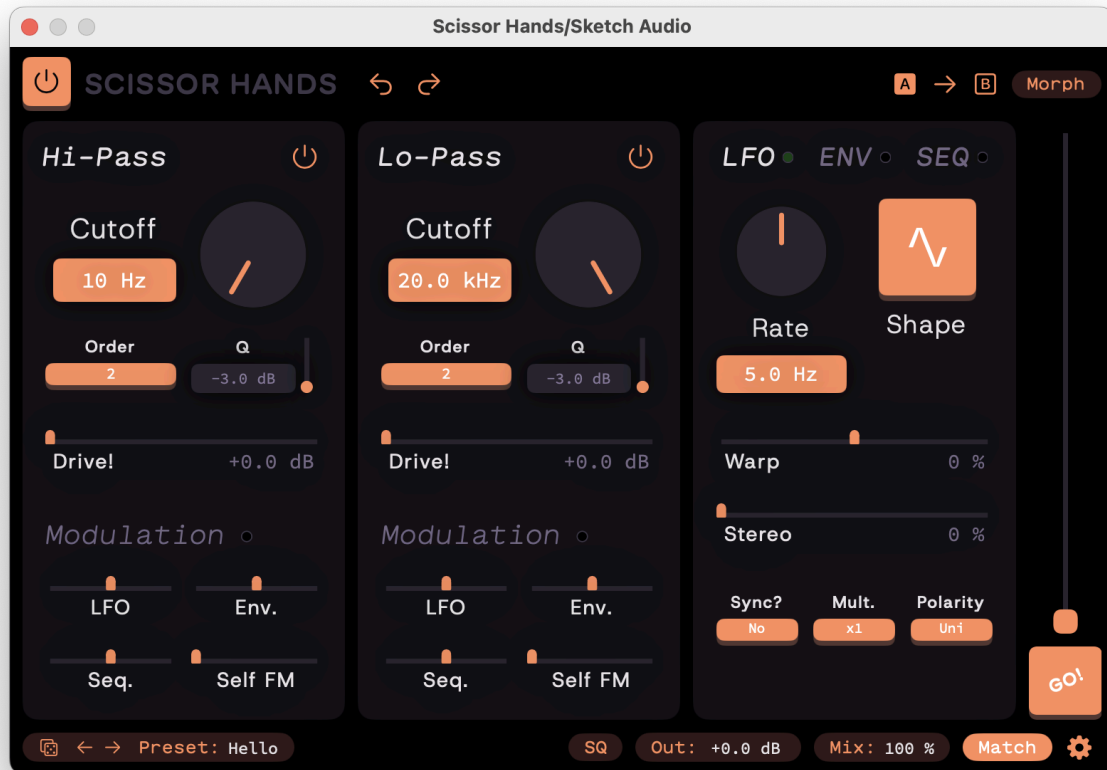 Scissor Hands/Sketch Audio
SCISSOR HANDS
A B Morph
Hi-Pass
Cutoff
10 Hz
Order Q
2 -3.0 dB
Drive! +0.0 dB
Modulation
LFO Env.
Seq. Self FM
Lo-Pass
Cutoff
20.0 kHz
Order Q
2 -3.0 dB
Drive! +0.0 dB
Modulation
LFO Env.
Seq. Self FM
LFO ENV SEQ
Rate Shape
5.0 Hz
Warp 0 %
Stereo 0 %
Sync? Mult. Polarity
No x1 Uni
GO!
Preset: Hello
SQ Out: +0.0 dB Mix: 100 % Match